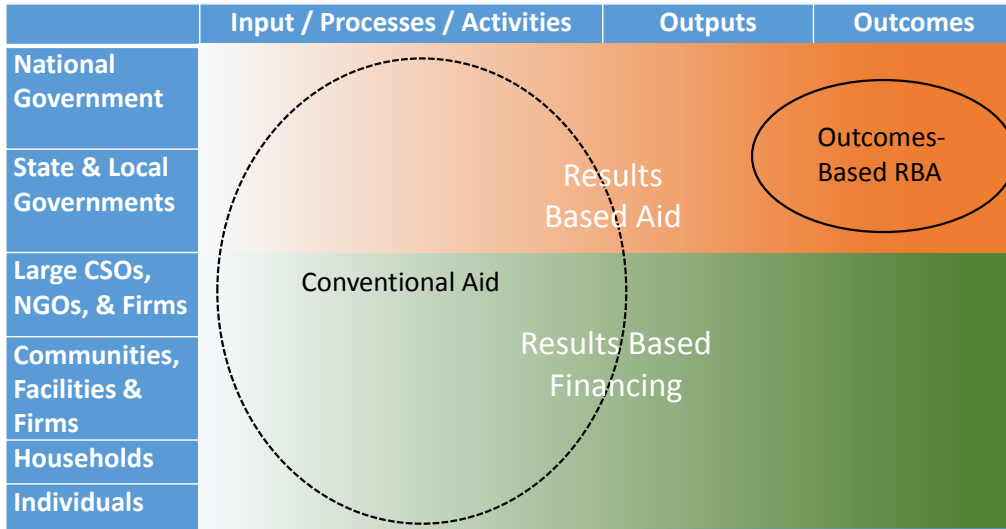 Input / Processes / Activities
Outputs
Outcomes
National
Government
State & Local
Governments
Large CSOs,
NGOs, & Firms
Communities,
Facilities &
Firms
Households
Individuals
Outcomes-
Based RBA
Results
Based Aid
Conventional Aid
Results Based
Financing